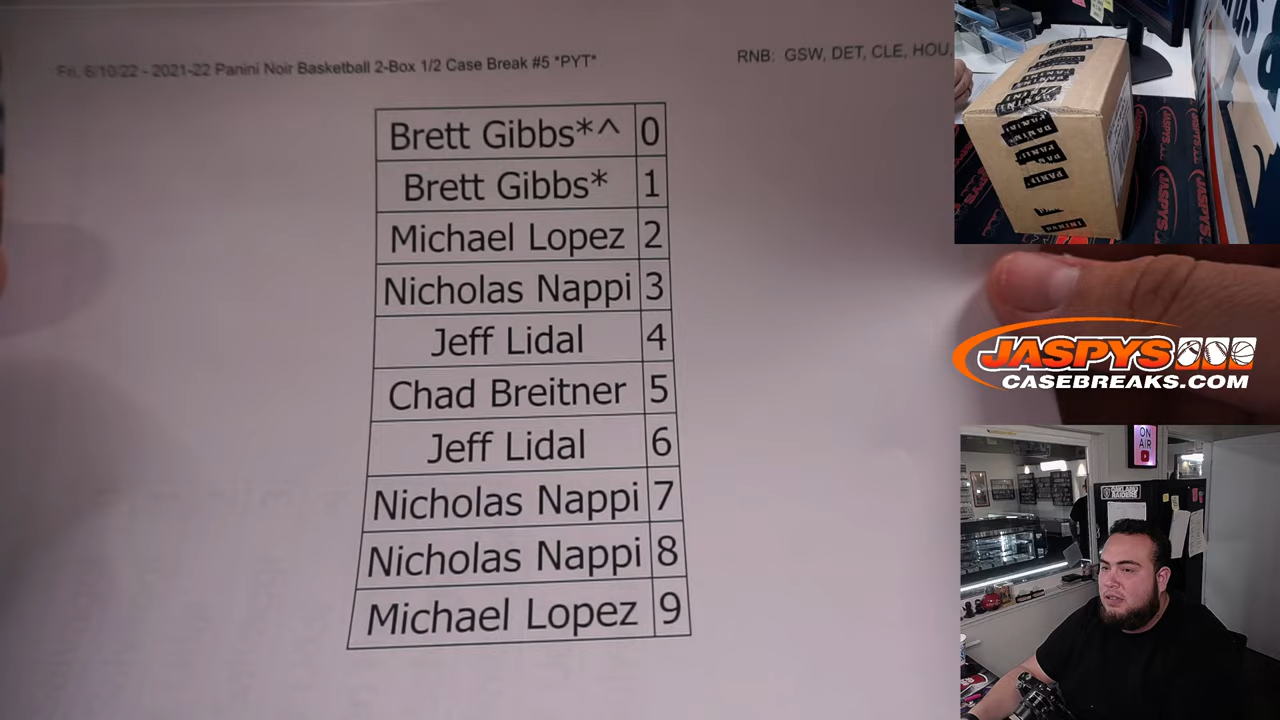 Fri, 6/10/22 - 2021-22 Panini Noir Basketball 2-Box 1/2 Case Break #5 "PYT"
RNB: GSW, DET, CLE, HOU,
Brett Gibbs*^ 0
Brett Gibbs* 1
Michael Lopez 2
Nicholas Nappi 3
Jeff Lidal 4
Chad Breitner 5
Jeff Lidal 6
Nicholas Nappi 7
Nicholas Nappi 8
Michael Lopez 9
PANINI
JASPYS
JASPYS
CASEBREAKS.COM
ON
AIR
OAKLAND
RAIDERS